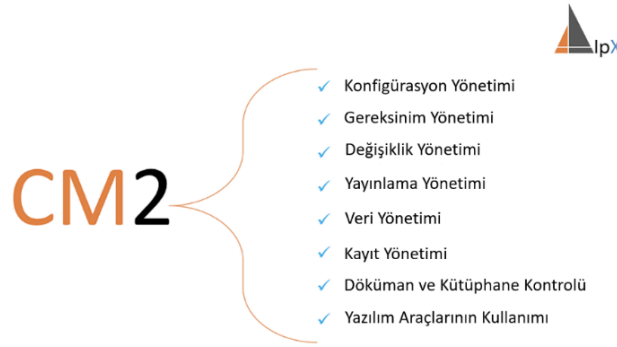 IpX
CM2
Konfigürasyon Yönetimi
Gereksinim Yönetimi
Değişiklik Yönetimi
Yayınlama Yönetimi
Veri Yönetimi
Kayıt Yönetimi
Döküman ve Kütüphane Kontrolü
Yazılım Araçlarının Kullanımı